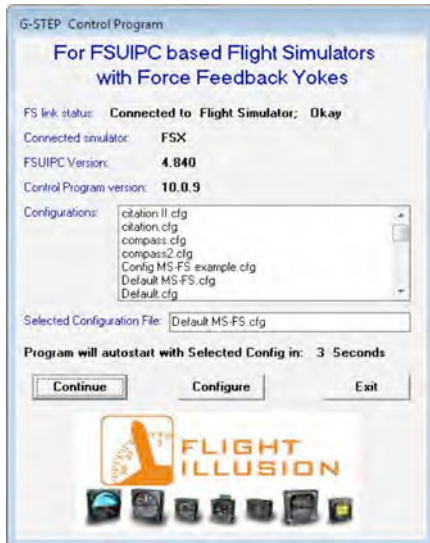 G-STEP Control Program
For FSUIPC based Flight Simulators
with Force Feedback Yokes
FS link status: Connected to Flight Simulator; Okay
Connected simulator: FSX
FSUIPC Version: 4.840
Control Program version: 10.0.9
Configurations:
citation II.cfg
citation.cfg
compass.cfg
compass2.cfg
Config MS-FS example.cfg
Default MS-FS.cfg
Default.cfg
Selected Configuration File: Default MS-FS.cfg
Program will autostart with Selected Config in: 3 Seconds
Continue Configure Exit
FLIGHT
ILLUSION